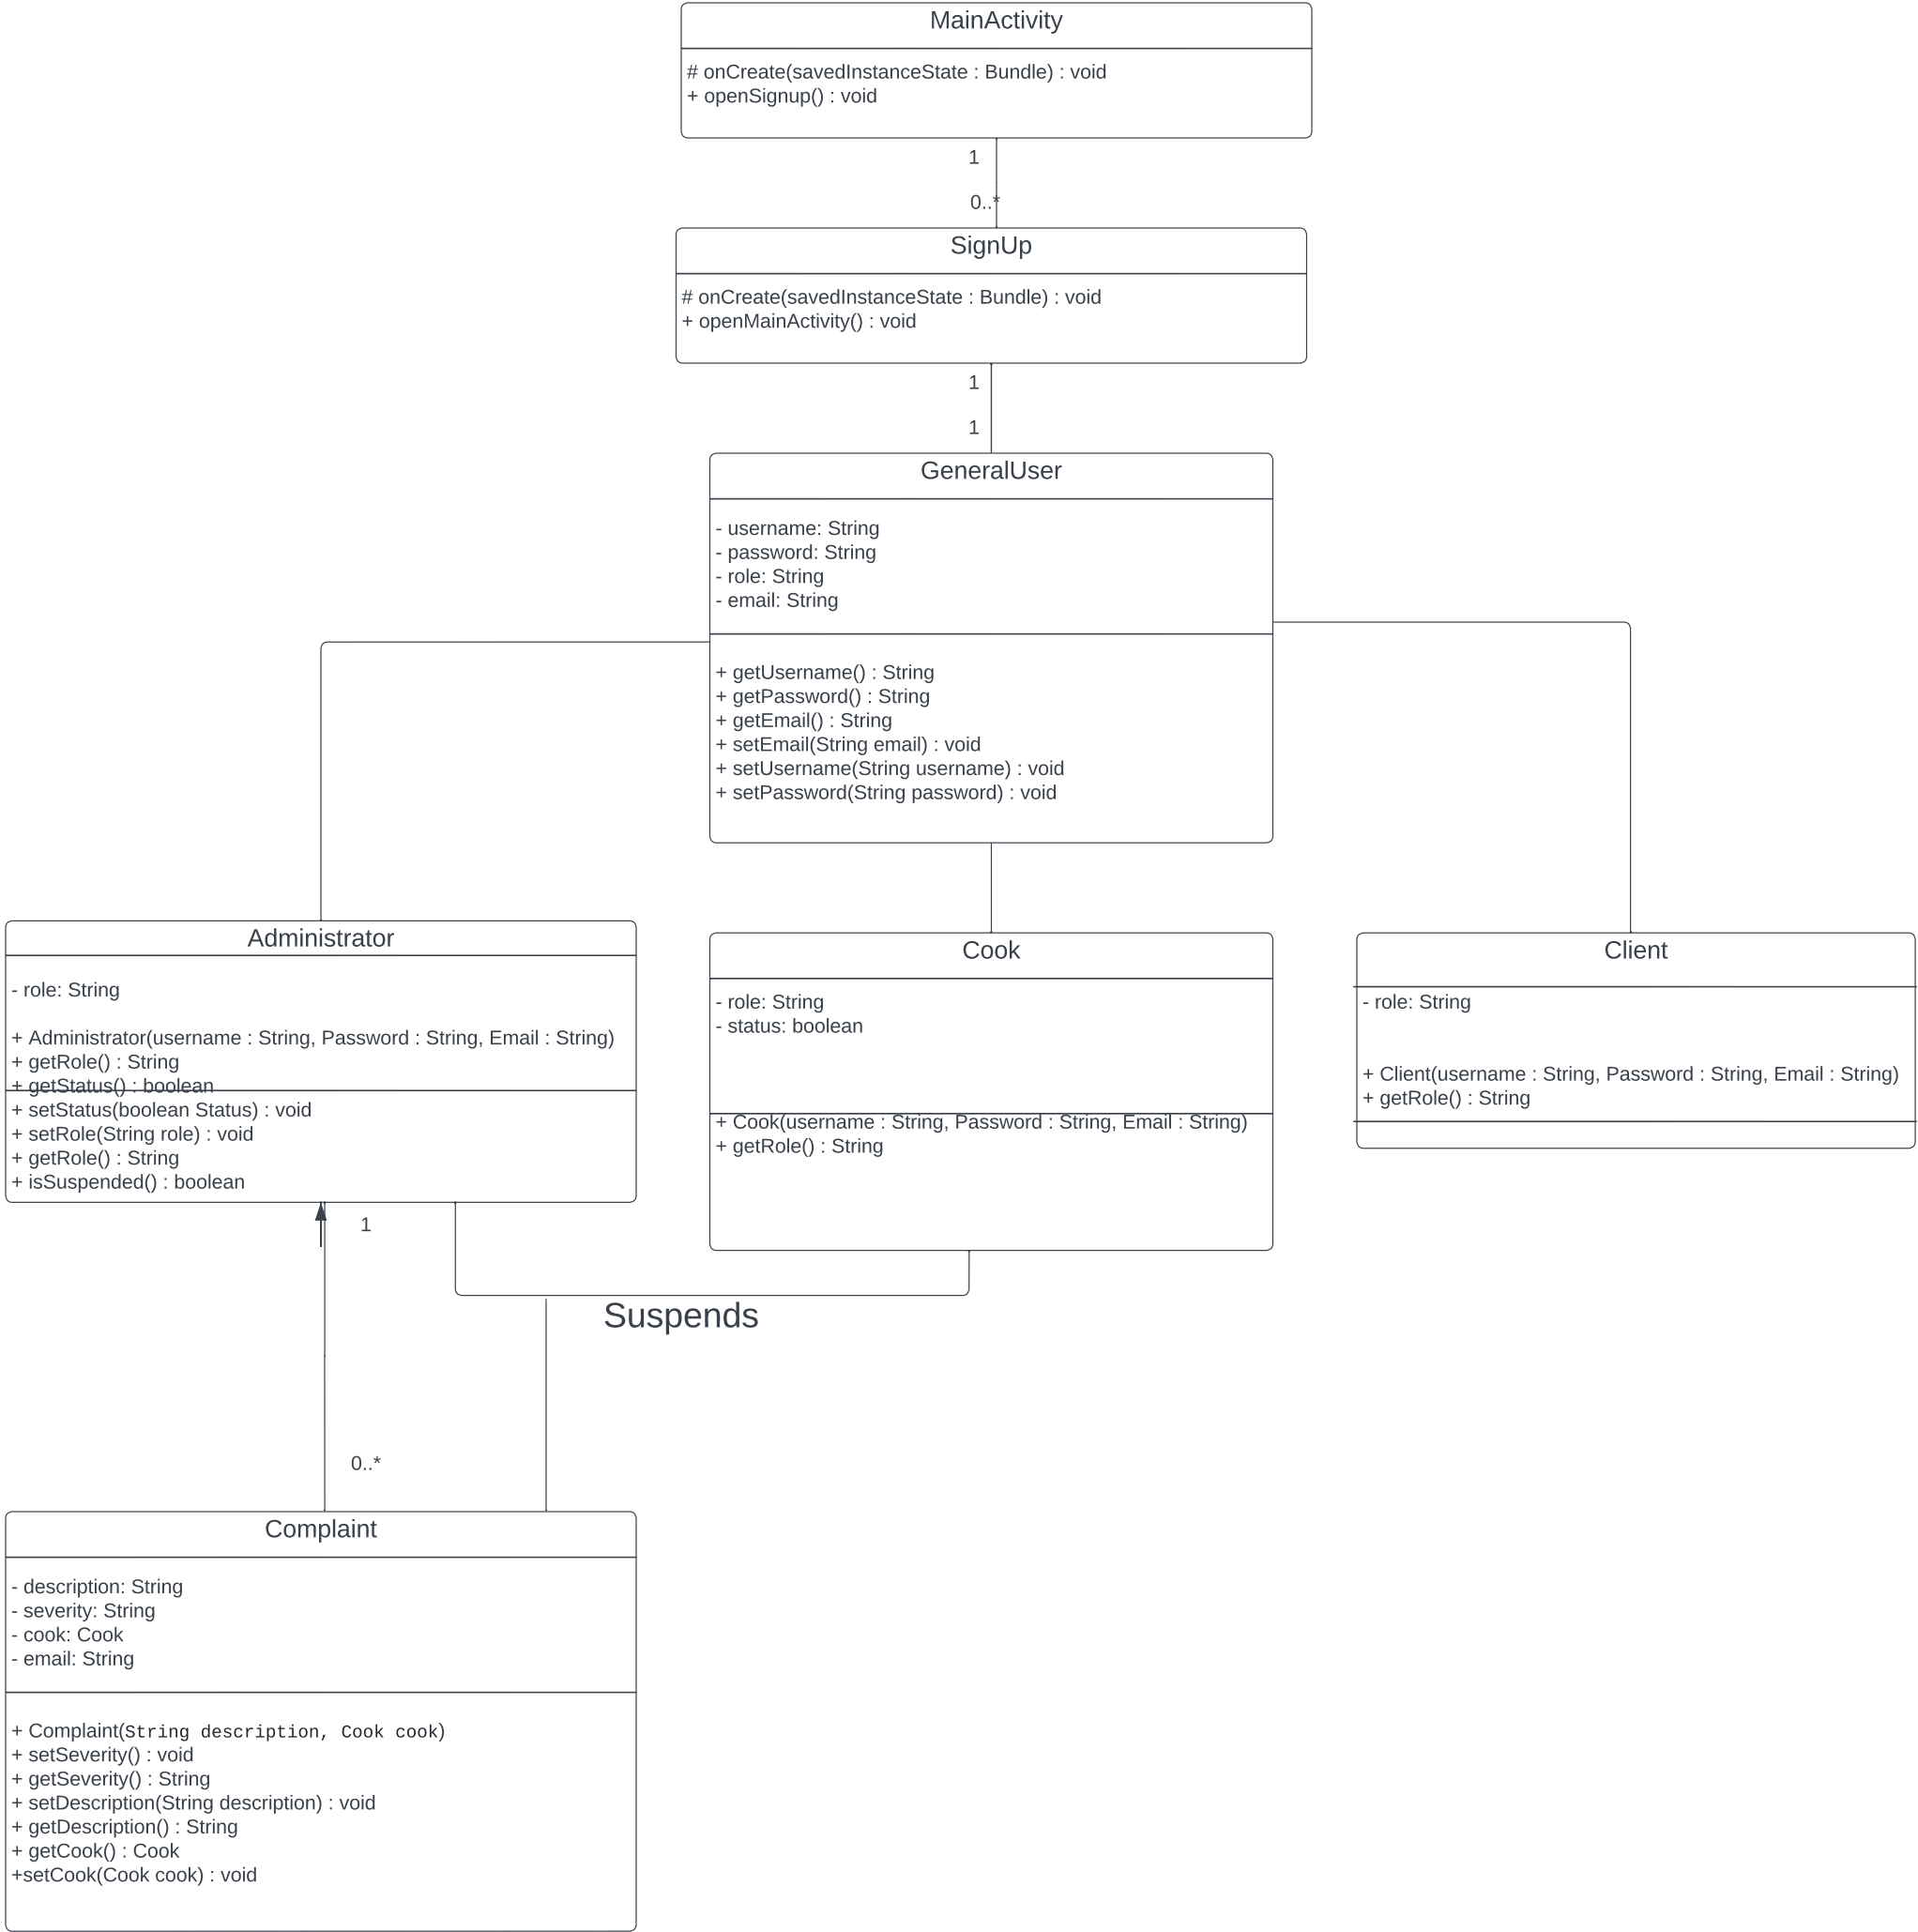 MainActivity
# onCreate(savedInstanceState : Bundle) : void
+ openSignup() : void
1
0..*
SignUp
# onCreate(savedInstanceState : Bundle) : void
+ openMainActivity() : void
1
1
GeneralUser
- username: String
- password: String
- role: String
- email: String
+ getUsername() : String
+ getPassword() : String
+ getEmail() : String
+ setEmail(String email) : void
+ setUsername(String username) : void
+ setPassword(String password) : void
Administrator
- role: String
+ Administrator(username : String, Password : String, Email : String)
+ getRole() : String
+ getStatus() : boolean
+ setStatus(boolean Status) : void
+ setRole(String role) : void
+ getRole() : String
+ isSuspended() : boolean
Cook
- role: String
- status: boolean
+ Cook(username : String, Password : String, Email : String)
+ getRole() : String
Client
- role: String
+ Client(username : String, Password : String, Email : String)
+ getRole() : String
1
Suspends
0..*
Complaint
- description: String
- severity: String
- cook: Cook
- email: String
+ Complaint(String description, Cook cook)
+ setSeverity() : void
+ getSeverity() : String
+ setDescription(String description) : void
+ getDescription() : String
+ getCook() : Cook
+setCook(Cook cook) : void